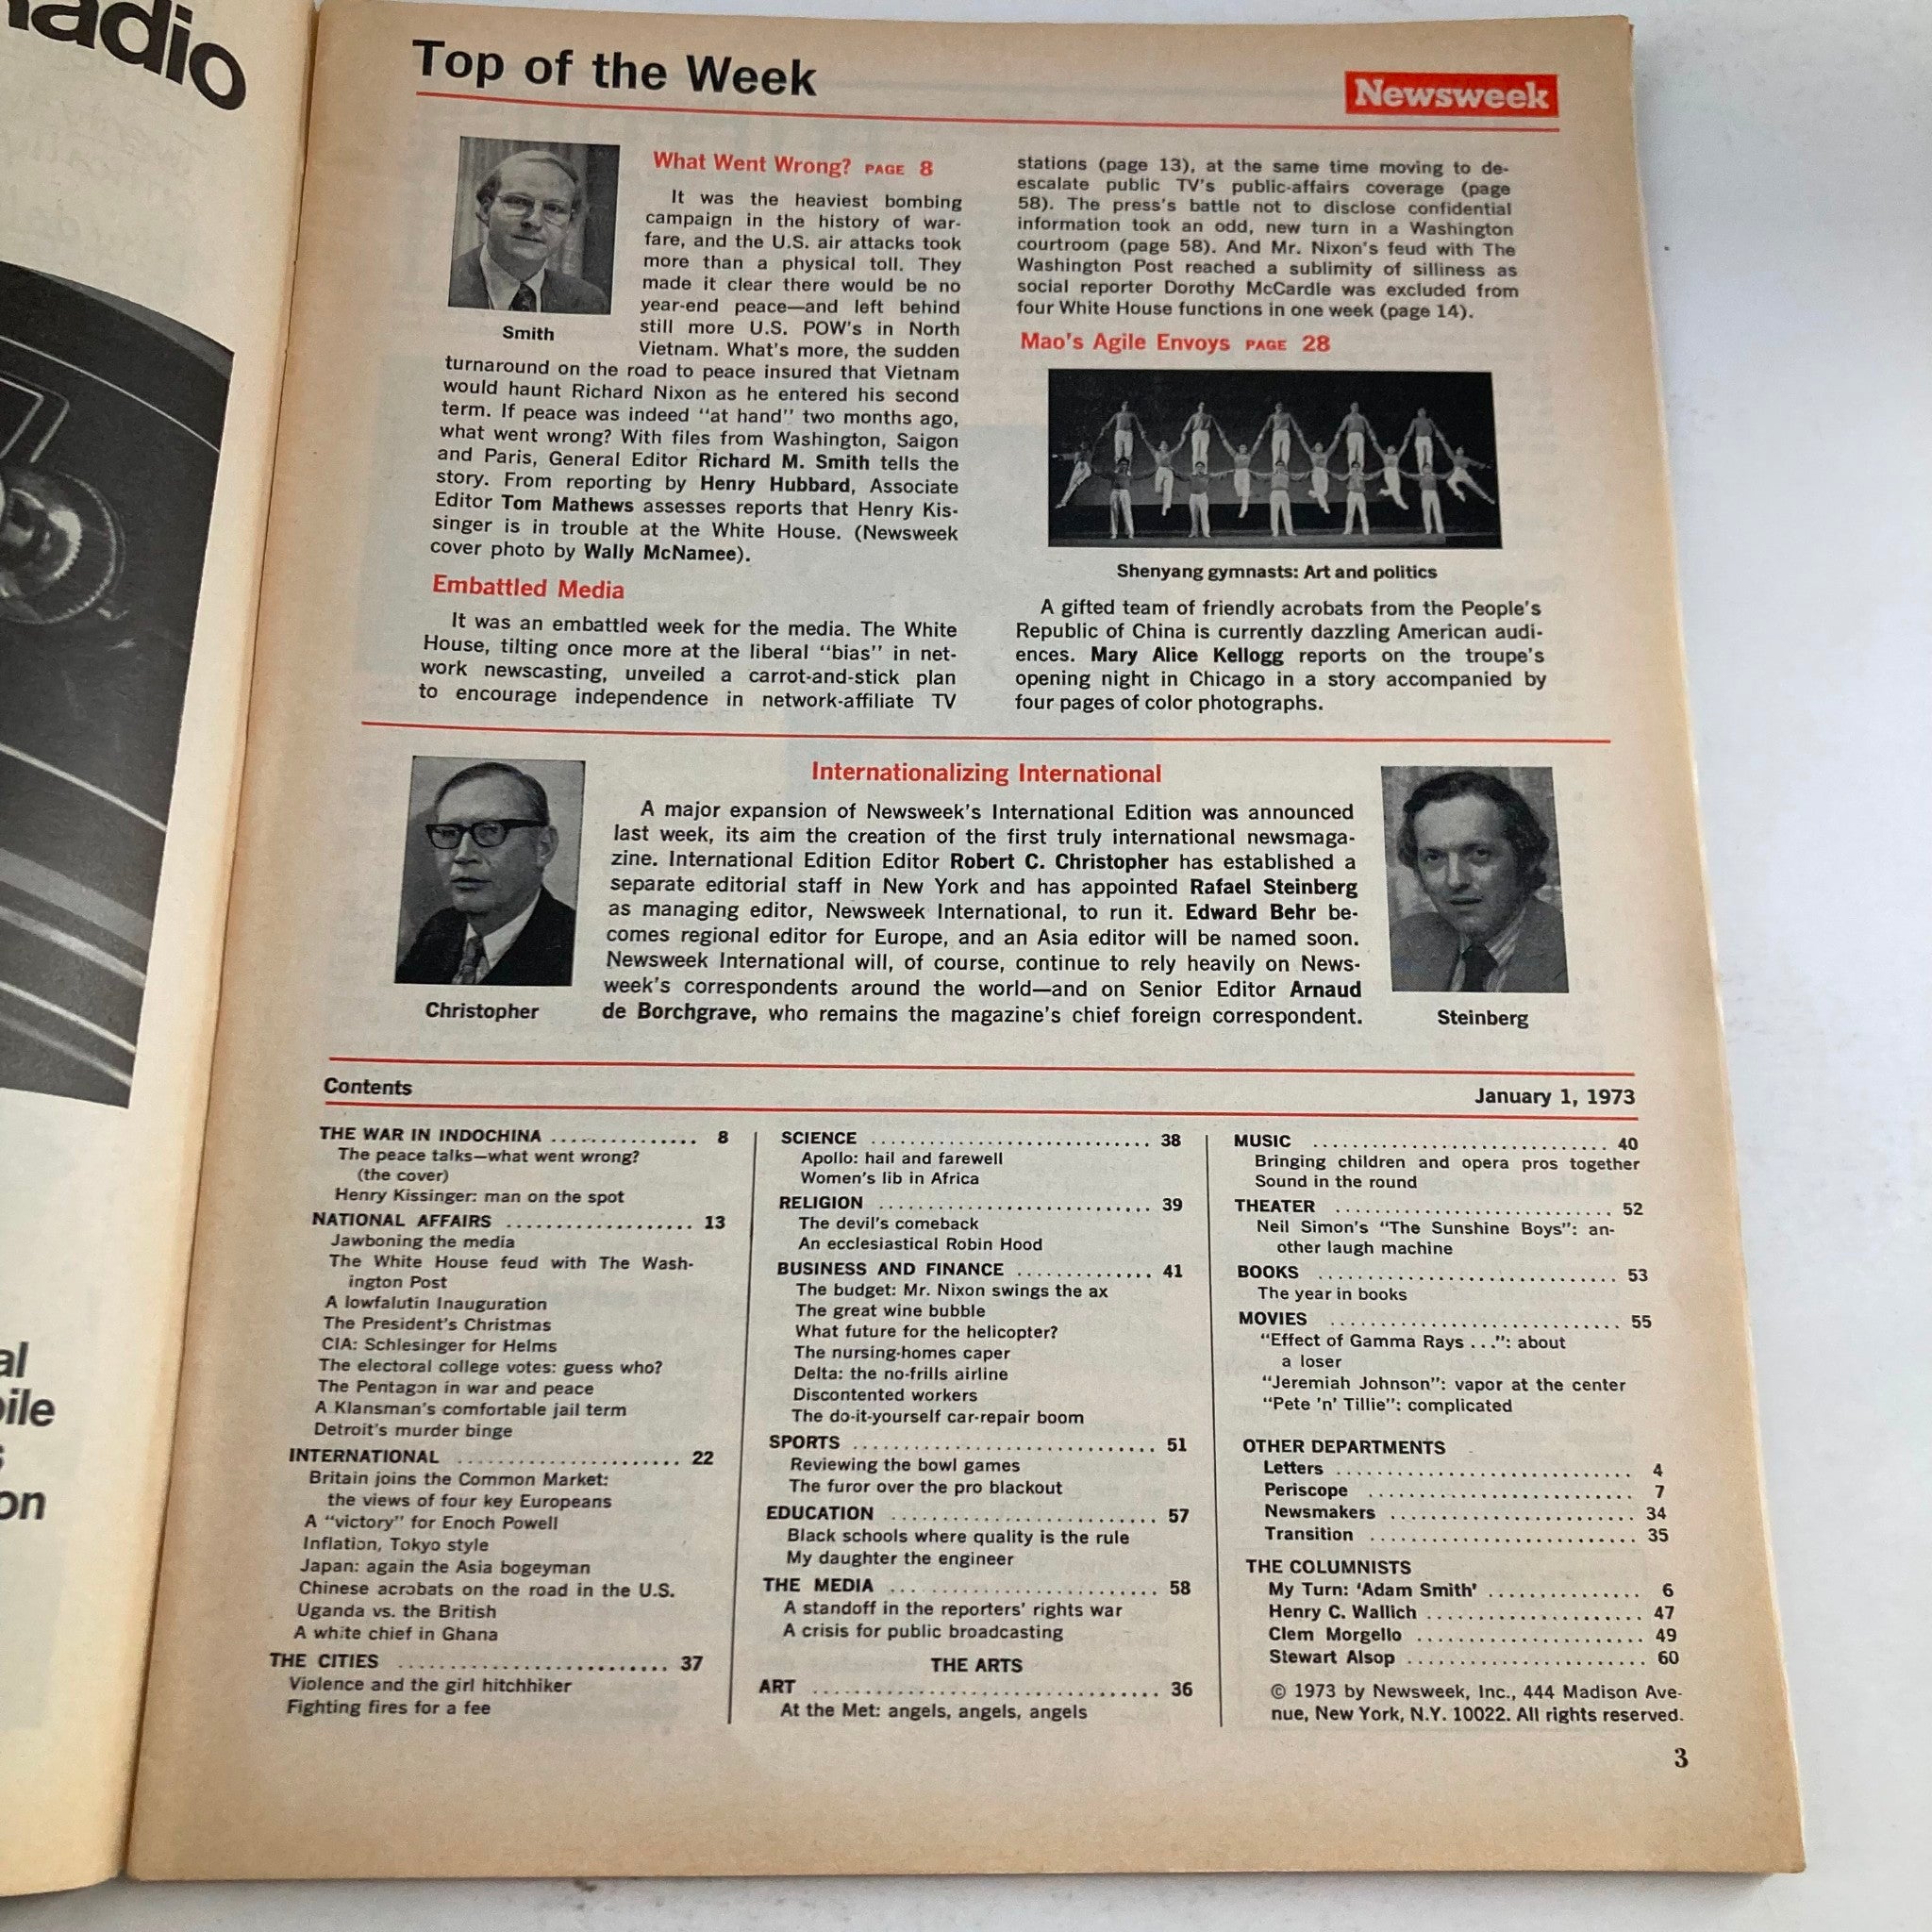 adio
al
ile
on
Top of the Week
Newsweek
What Went Wrong? PAGE 8
It was the heaviest bombing
campaign in the history of war-
fare, and the U.S. air attacks took
more than a physical toll. They
made it clear there would be no
year-end peace—and left behind
still more U.S. POW's in North
Vietnam. What's more, the sudden
Smith
turnaround on the road to peace insured that Vietnam
would haunt Richard Nixon as he entered his second
term. If peace was indeed "at hand" two months ago,
what went wrong? With files from Washington, Saigon
and Paris, General Editor Richard M. Smith tells the
story. From reporting by Henry Hubbard, Associate
Editor Tom Mathews assesses reports that Henry Kis-
singer is in trouble at the White House. (Newsweek
cover photo by Wally McNamee).
Embattled Media
It was an embattled week for the media. The White
House, tilting once more at the liberal "bias" in net-
work newscasting, unveiled a carrot-and-stick plan
to encourage independence in network-affiliate TV
stations (page 13), at the same time moving to de-
escalate public TV's public-affairs coverage (page
58). The press's battle not to disclose confidential
information took an odd, new turn in a Washington
courtroom (page 58). And Mr. Nixon's feud with The
Washington Post reached a sublimity of silliness as
social reporter Dorothy McCardle was excluded from
four White House functions in one week (page 14).
Mao's Agile Envoys PAGE 28
Shenyang gymnasts: Art and politics
A gifted team of friendly acrobats from the People's
Republic of China is currently dazzling American audi-
ences. Mary Alice Kellogg reports on the troupe's
opening night in Chicago in a story accompanied by
four pages of color photographs.
Internationalizing International
A major expansion of Newsweek's International Edition was announced
last week, its aim the creation of the first truly international newsmaga-
zine. International Edition Editor Robert C. Christopher has established a
separate editorial staff in New York and has appointed Rafael Steinberg
as managing editor, Newsweek International, to run it. Edward Behr be-
comes regional editor for Europe, and an Asia editor will be named soon.
Newsweek International will, of course, continue to rely heavily on News-
week's correspondents around the world—and on Senior Editor Arnaud
de Borchgrave, who remains the magazine's chief foreign correspondent.
Christopher
Steinberg
Contents
January 1, 1973
THE WAR IN INDOCHINA ............... 8
The peace talks—what went wrong?
(the cover)
Henry Kissinger: man on the spot
NATIONAL AFFAIRS ................... 13
Jawboning the media
The White House feud with The Wash-
ington Post
A lowfalutin Inauguration
The President's Christmas
CIA: Schlesinger for Helms
The electoral college votes: guess who?
The Pentagon in war and peace
A Klansman's comfortable jail term
Detroit's murder binge
INTERNATIONAL ....................... 22
Britain joins the Common Market:
the views of four key Europeans
A "victory" for Enoch Powell
Inflation, Tokyo style
Japan: again the Asia bogeyman
Chinese acrobats on the road in the U.S.
Uganda vs. the British
A white chief in Ghana
THE CITIES ........................... 37
Violence and the girl hitchhiker
Fighting fires for a fee
SCIENCE ............................. 38
Apollo: hail and farewell
Women's lib in Africa
RELIGION ............................ 39
The devil's comeback
An ecclesiastical Robin Hood
BUSINESS AND FINANCE .............. 41
The budget: Mr. Nixon swings the ax
The great wine bubble
What future for the helicopter?
The nursing-homes caper
Delta: the no-frills airline
Discontented workers
The do-it-yourself car-repair boom
SPORTS ............................... 51
Reviewing the bowl games
The furor over the pro blackout
EDUCATION ........................... 57
Black schools where quality is the rule
My daughter the engineer
THE MEDIA ........................... 58
A standoff in the reporters' rights war
A crisis for public broadcasting
THE ARTS
ART ................................... 36
At the Met: angels, angels, angels
MUSIC .............................. 40
Bringing children and opera pros together
Sound in the round
THEATER ............................ 52
Neil Simon's "The Sunshine Boys": an-
other laugh machine
BOOKS .............................. 53
The year in books
MOVIES ............................. 55
"Effect of Gamma Rays ...": about
a loser
"Jeremiah Johnson": vapor at the center
"Pete 'n' Tillie": complicated
OTHER DEPARTMENTS
Letters .............................. 4
Periscope ........................... 7
Newsmakers ......................... 34
Transition ........................... 35
THE COLUMNISTS
My Turn: 'Adam Smith' ............... 6
Henry C. Wallich ...................... 47
Clem Morgello ....................... 49
Stewart Alsop ........................ 60
© 1973 by Newsweek, Inc., 444 Madison Ave-
nue, New York, N.Y. 10022. All rights reserved.
3